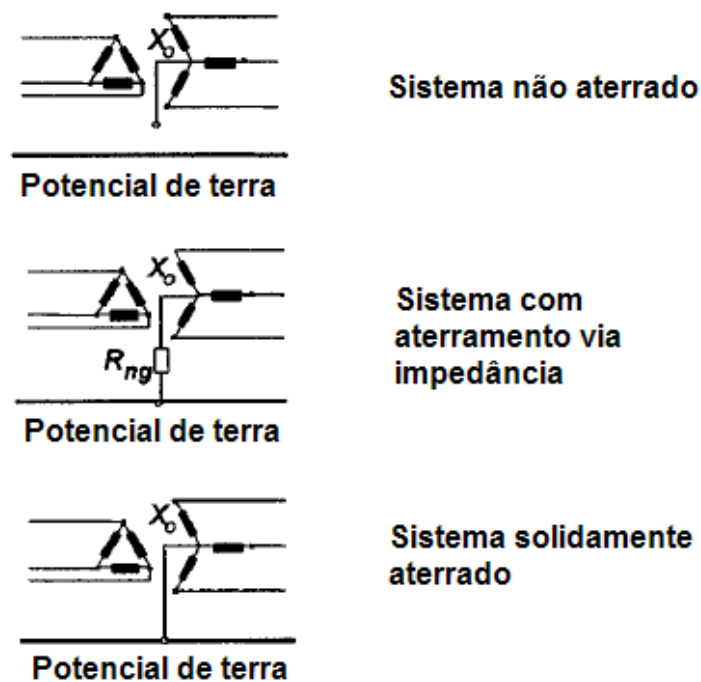 X₀
Sistema não aterrado
Potencial de terra
X₀
Sistema com
aterramento via
impedância
Rng
Potencial de terra
X₀
Sistema solidamente
aterrado
Potencial de terra